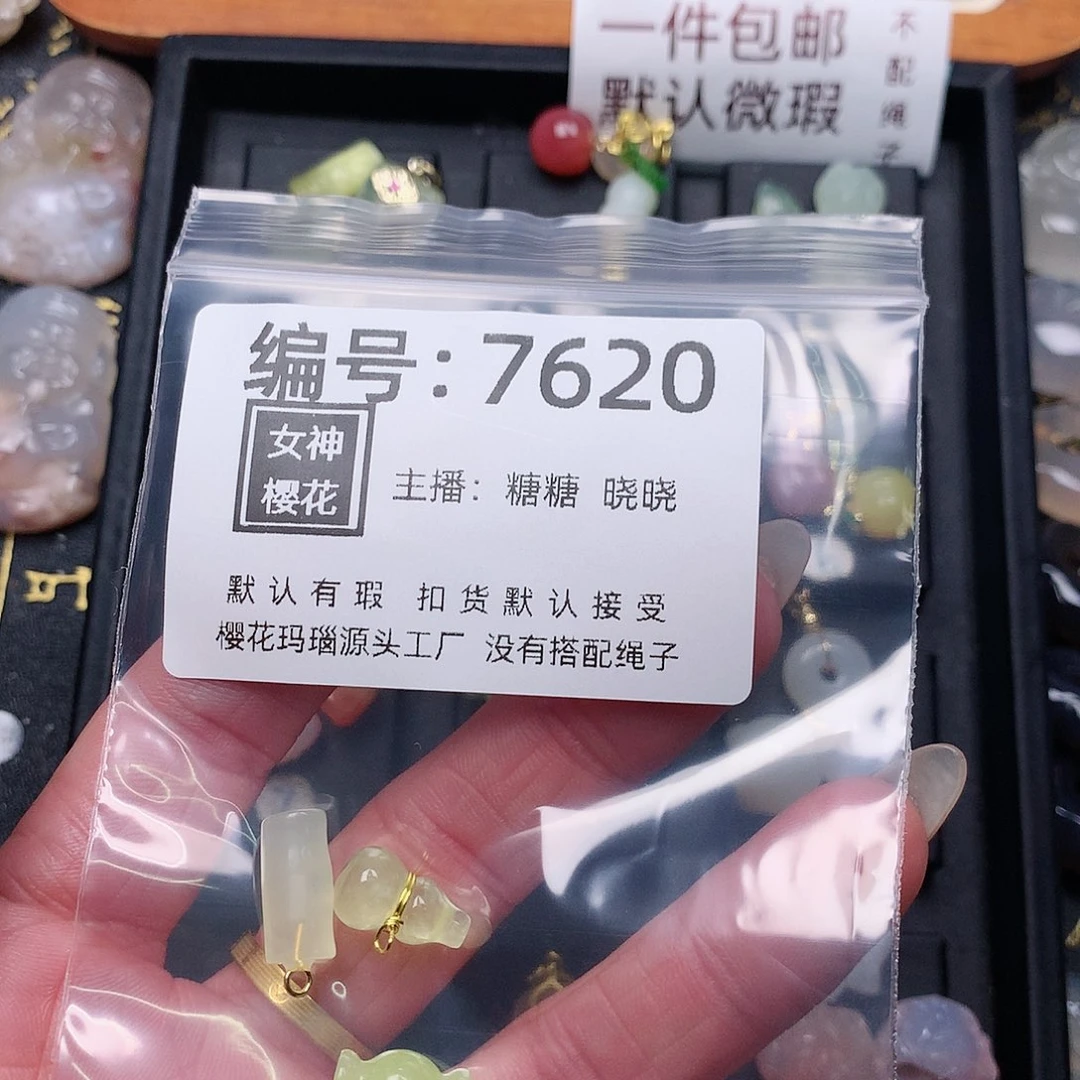 一件包邮
默认微瑕
不配绳子
编号:7620
女神
樱花
主播：糖糖 晓晓
默认有瑕 扣货默认接受
樱花玛瑙源头工厂 没有搭配绳子